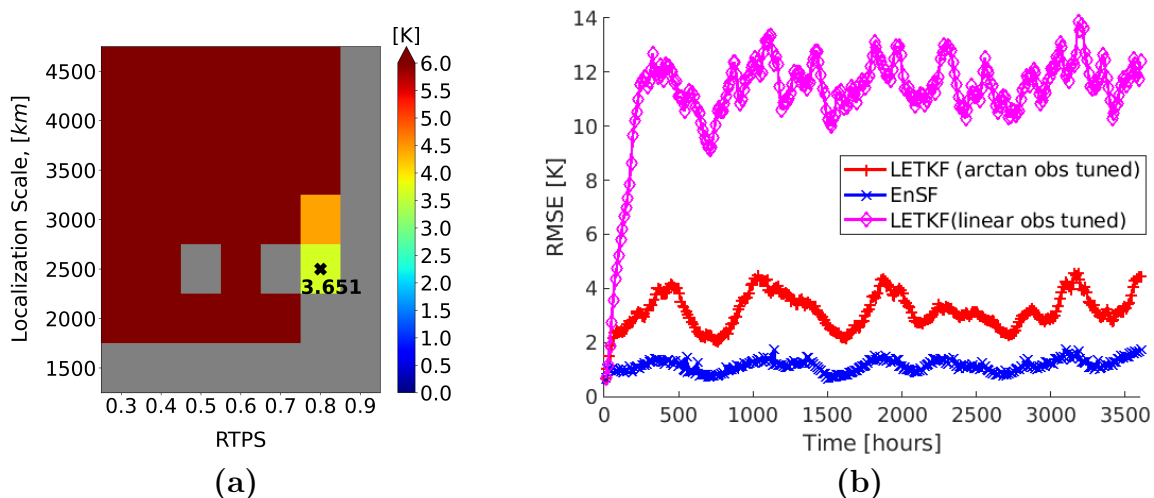 [K]
4500
4000
3500
3000
2500
2000
1500
Localization Scale, [km]
3.651
0.3 0.4 0.5 0.6 0.7 0.8 0.9
RTPS
6.0
5.0
4.5
4.0
3.5
3.0
2.5
2.0
1.5
1.0
0.5
0.0
(a)
14
12
10
8
6
4
2
0
RMSE [K]
LETKF (arctan obs tuned)
EnSF
LETKF(linear obs tuned)
0 500 1000 1500 2000 2500 3000 3500
Time [hours]
(b)